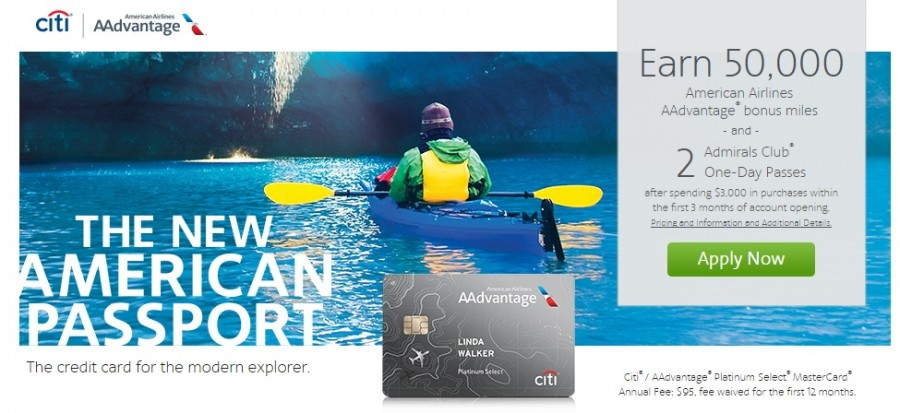 citi
American Airlines
AAdvantage
Earn 50,000
American Airlines
AAdvantage® bonus miles
- and -
2 Admirals Club®
One-Day Passes
after spending $3,000 in purchases within
the first 3 months of account opening.
Pricing and Information and Additional Details.
Apply Now
THE NEW
AMERICAN
PASSPORT
The credit card for the modern explorer.
American Airlines
AAdvantage
LINDA
WALKER
Platinum Select
citi
Citi® / AAdvantage® Platinum Select® MasterCard®
Annual Fee: $95, fee waived for the first 12 months.